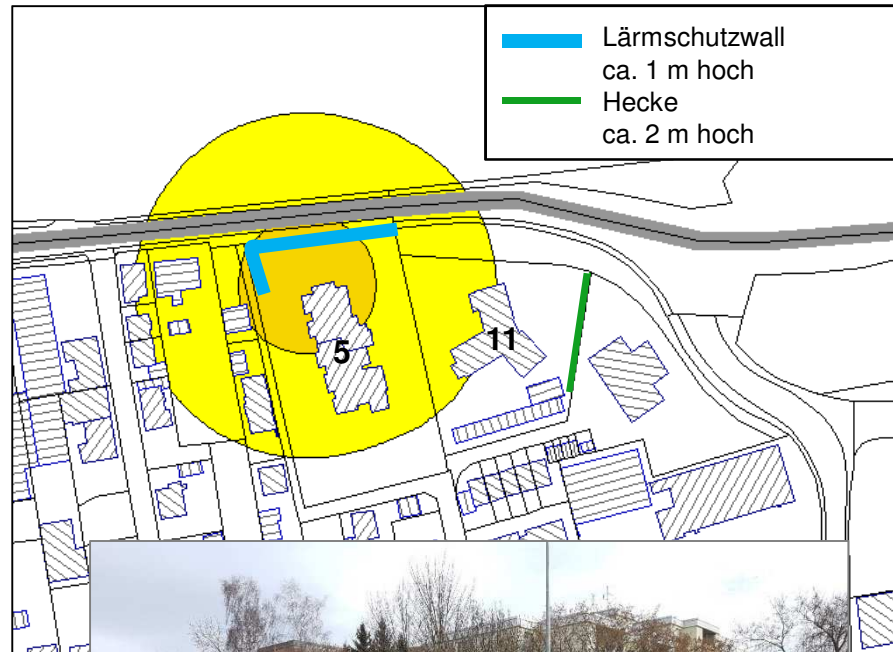 Lärmschutzwall
ca. 1 m hoch
Hecke
ca. 2 m hoch
11
5